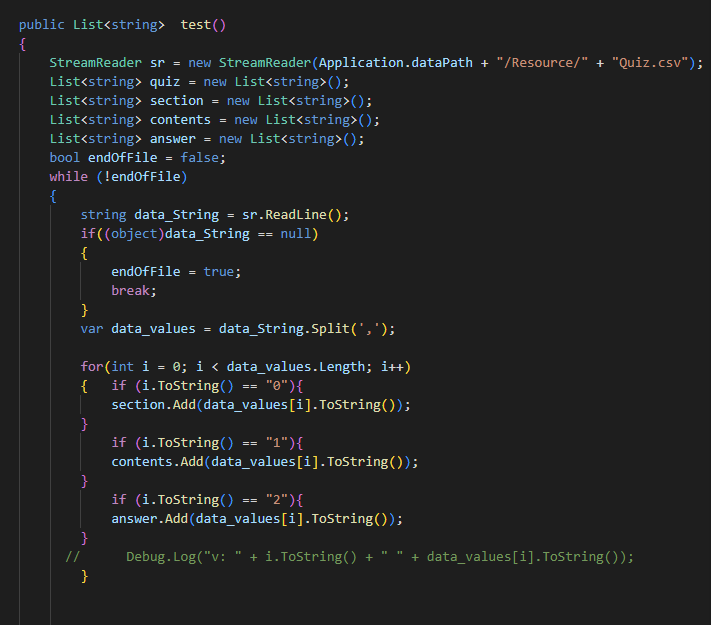 public List<string>  test()
{
    StreamReader sr = new StreamReader(Application.dataPath + "/Resource/" + "Quiz.csv");
    List<string> quiz = new List<string>();
    List<string> section = new List<string>();
    List<string> contents = new List<string>();
    List<string> answer = new List<string>();
    bool endOfFile = false;
    while (!endOfFile)
    {
        string data_String = sr.ReadLine();
        if((object)data_String == null)
        {
            endOfFile = true;
            break;
        }
        var data_values = data_String.Split(',');

        for(int i = 0; i < data_values.Length; i++)
        {   if (i.ToString() == "0"){
            section.Add(data_values[i].ToString());
        }
            if (i.ToString() == "1"){
            contents.Add(data_values[i].ToString());
        }
            if (i.ToString() == "2"){
            answer.Add(data_values[i].ToString());
        }
      //      Debug.Log("v: " + i.ToString() + " " + data_values[i].ToString());
        }